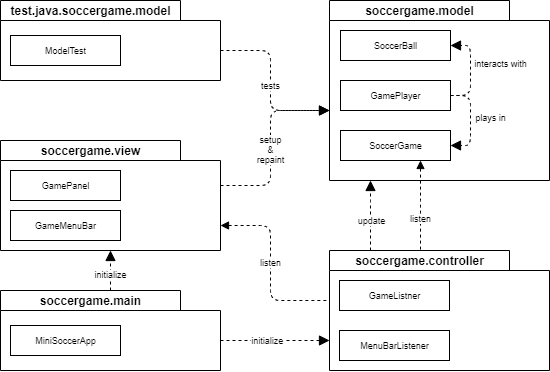 test.java.soccergame.model
ModelTest
soccergame.model
SoccerBall
interacts with
GamePlayer
plays in
SoccerGame
tests
setup
&
repaint
soccergame.view
GamePanel
GameMenuBar
update
listen
listen
initialize
soccergame.controller
GameListner
MenuBarListener
soccergame.main
MiniSoccerApp
initialize